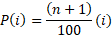 P(i) = (n + 1)/100 (i)